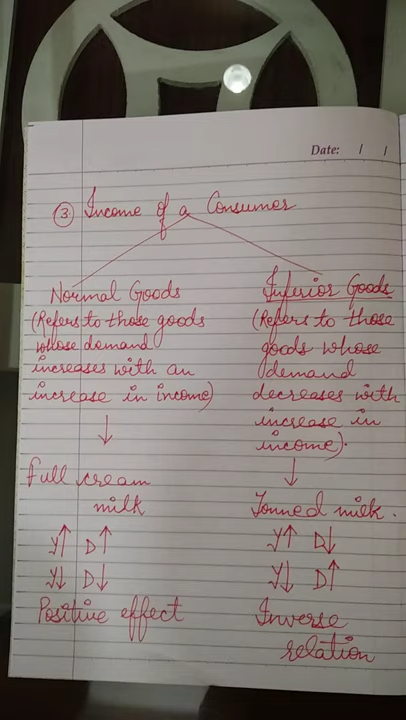 Date: / /
③ Income of a Consumer
Normal Goods
(Refers to those goods
whose demand
increases with an
increase in income)
↓
Full cream
milk
Y↑ D↑
Y↓ D↓
Positive effect
Inferior Goods
(Refers to those
goods whose
demand
decreases with
increase in
income).
↓
Tonned milk.
Y↑ D↓
Y↓ D↑
Inverse
relation